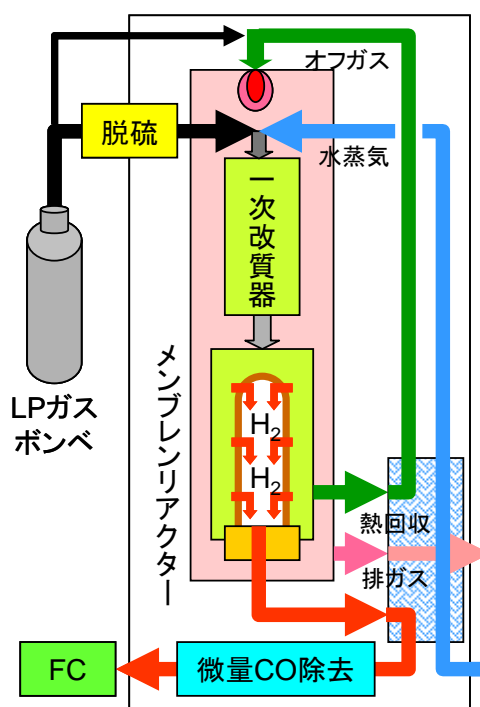 オフガス
脱硫
水蒸気
一次改質器
メンブレンリアクター
LPガス
ボンベ
H2
H2
熱回収
排ガス
FC
微量CO除去